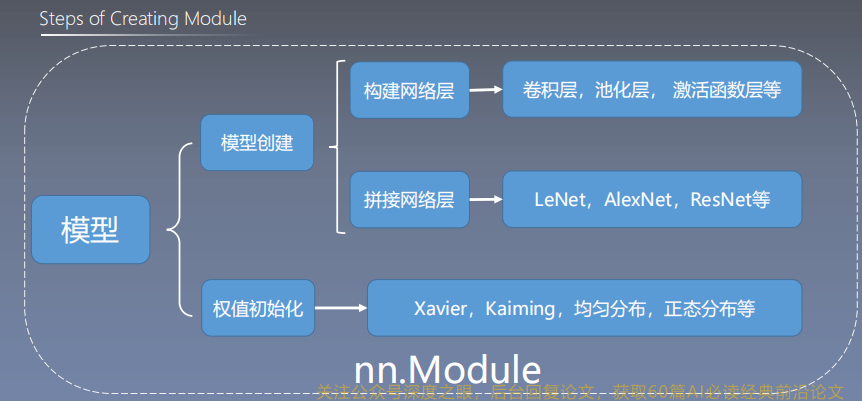 Steps of Creating Module
模型
模型创建
构建网络层
卷积层，池化层， 激活函数层等
拼接网络层
LeNet，AlexNet，ResNet等
权值初始化
Xavier，Kaiming，均匀分布，正态分布等
nn.Module
关注公众号深度之眼，后台回复论文，获取60篇AI必读经典前沿论文